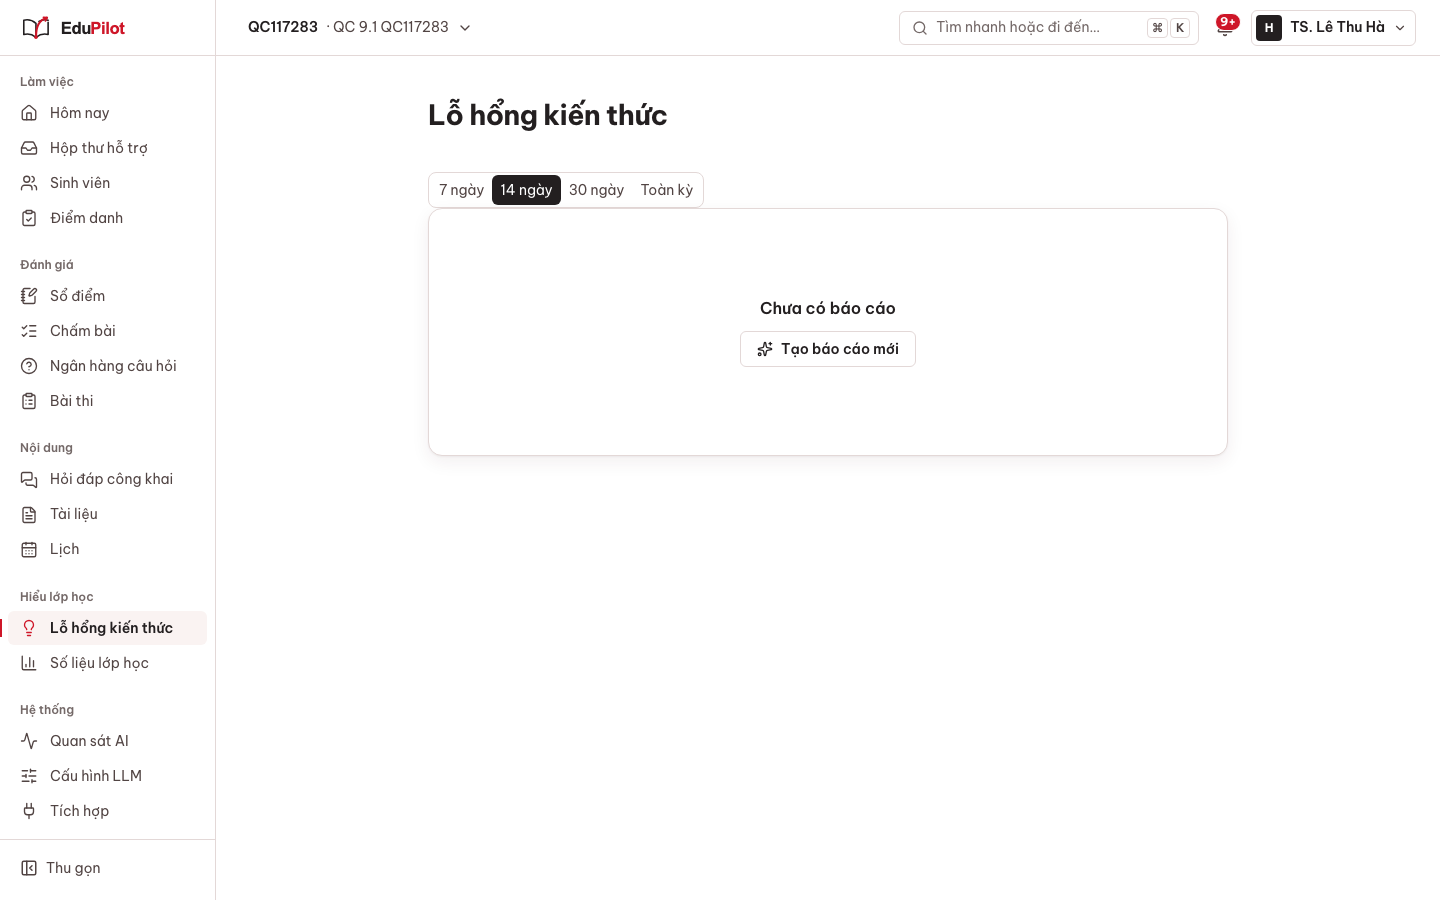 EduPilot
QC117283 · QC 9.1 QC117283
Tìm nhanh hoặc đi đến... ⌘ K
9+
H TS. Lê Thu Hà
Làm việc
Hôm nay
Hộp thư hỗ trợ
Sinh viên
Điểm danh
Đánh giá
Sổ điểm
Chấm bài
Ngân hàng câu hỏi
Bài thi
Nội dung
Hỏi đáp công khai
Tài liệu
Lịch
Hiểu lớp học
Lỗ hổng kiến thức
Số liệu lớp học
Hệ thống
Quan sát AI
Cấu hình LLM
Tích hợp
Thu gọn
Lỗ hổng kiến thức
7 ngày 14 ngày 30 ngày Toàn kỳ
Chưa có báo cáo
Tạo báo cáo mới